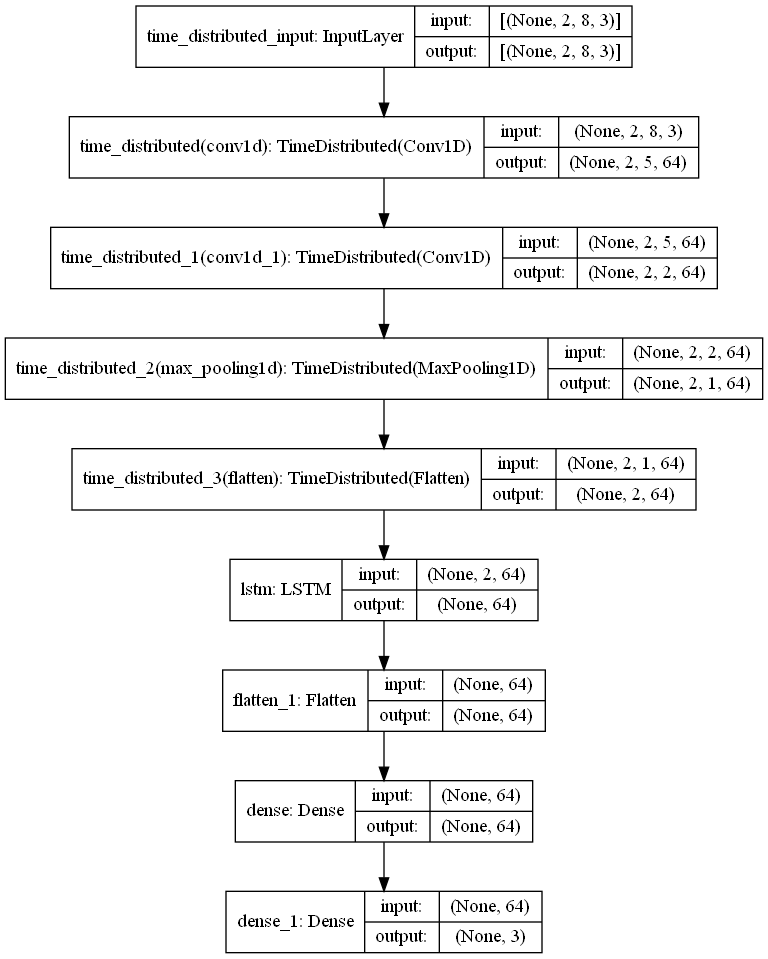 time_distributed_input: InputLayer
input: [(None, 2, 8, 3)]
output: [(None, 2, 8, 3)]
time_distributed(conv1d): TimeDistributed(Conv1D)
input: (None, 2, 8, 3)
output: (None, 2, 5, 64)
time_distributed_1(conv1d_1): TimeDistributed(Conv1D)
input: (None, 2, 5, 64)
output: (None, 2, 2, 64)
time_distributed_2(max_pooling1d): TimeDistributed(MaxPooling1D)
input: (None, 2, 2, 64)
output: (None, 2, 1, 64)
time_distributed_3(flatten): TimeDistributed(Flatten)
input: (None, 2, 1, 64)
output: (None, 2, 64)
lstm: LSTM
input: (None, 2, 64)
output: (None, 64)
flatten_1: Flatten
input: (None, 64)
output: (None, 64)
dense: Dense
input: (None, 64)
output: (None, 64)
dense_1: Dense
input: (None, 64)
output: (None, 3)